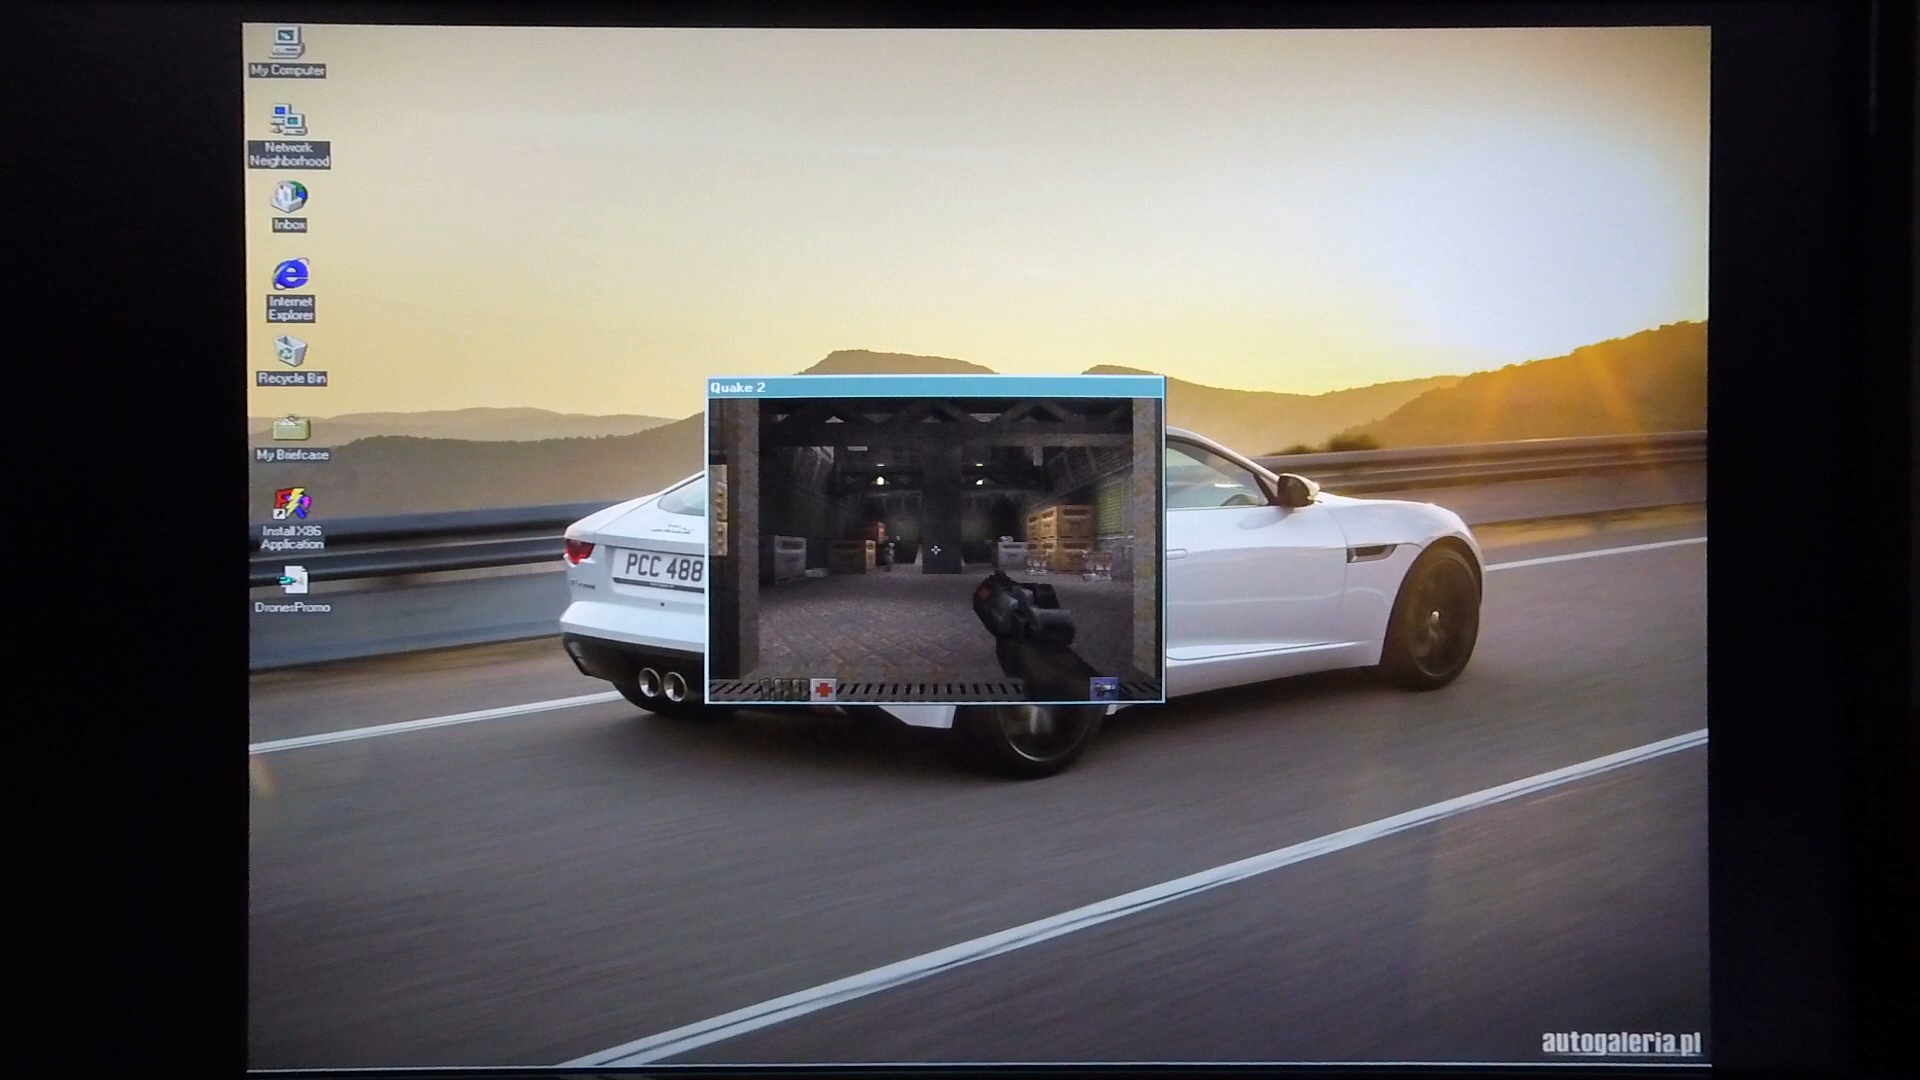 My Computer
Network
Neighborhood
Inbox
Internet
Explorer
Recycle Bin
My Briefcase
Install X86
Application
DronesPromo
Quake 2
PCC 488
autogaleria.pl